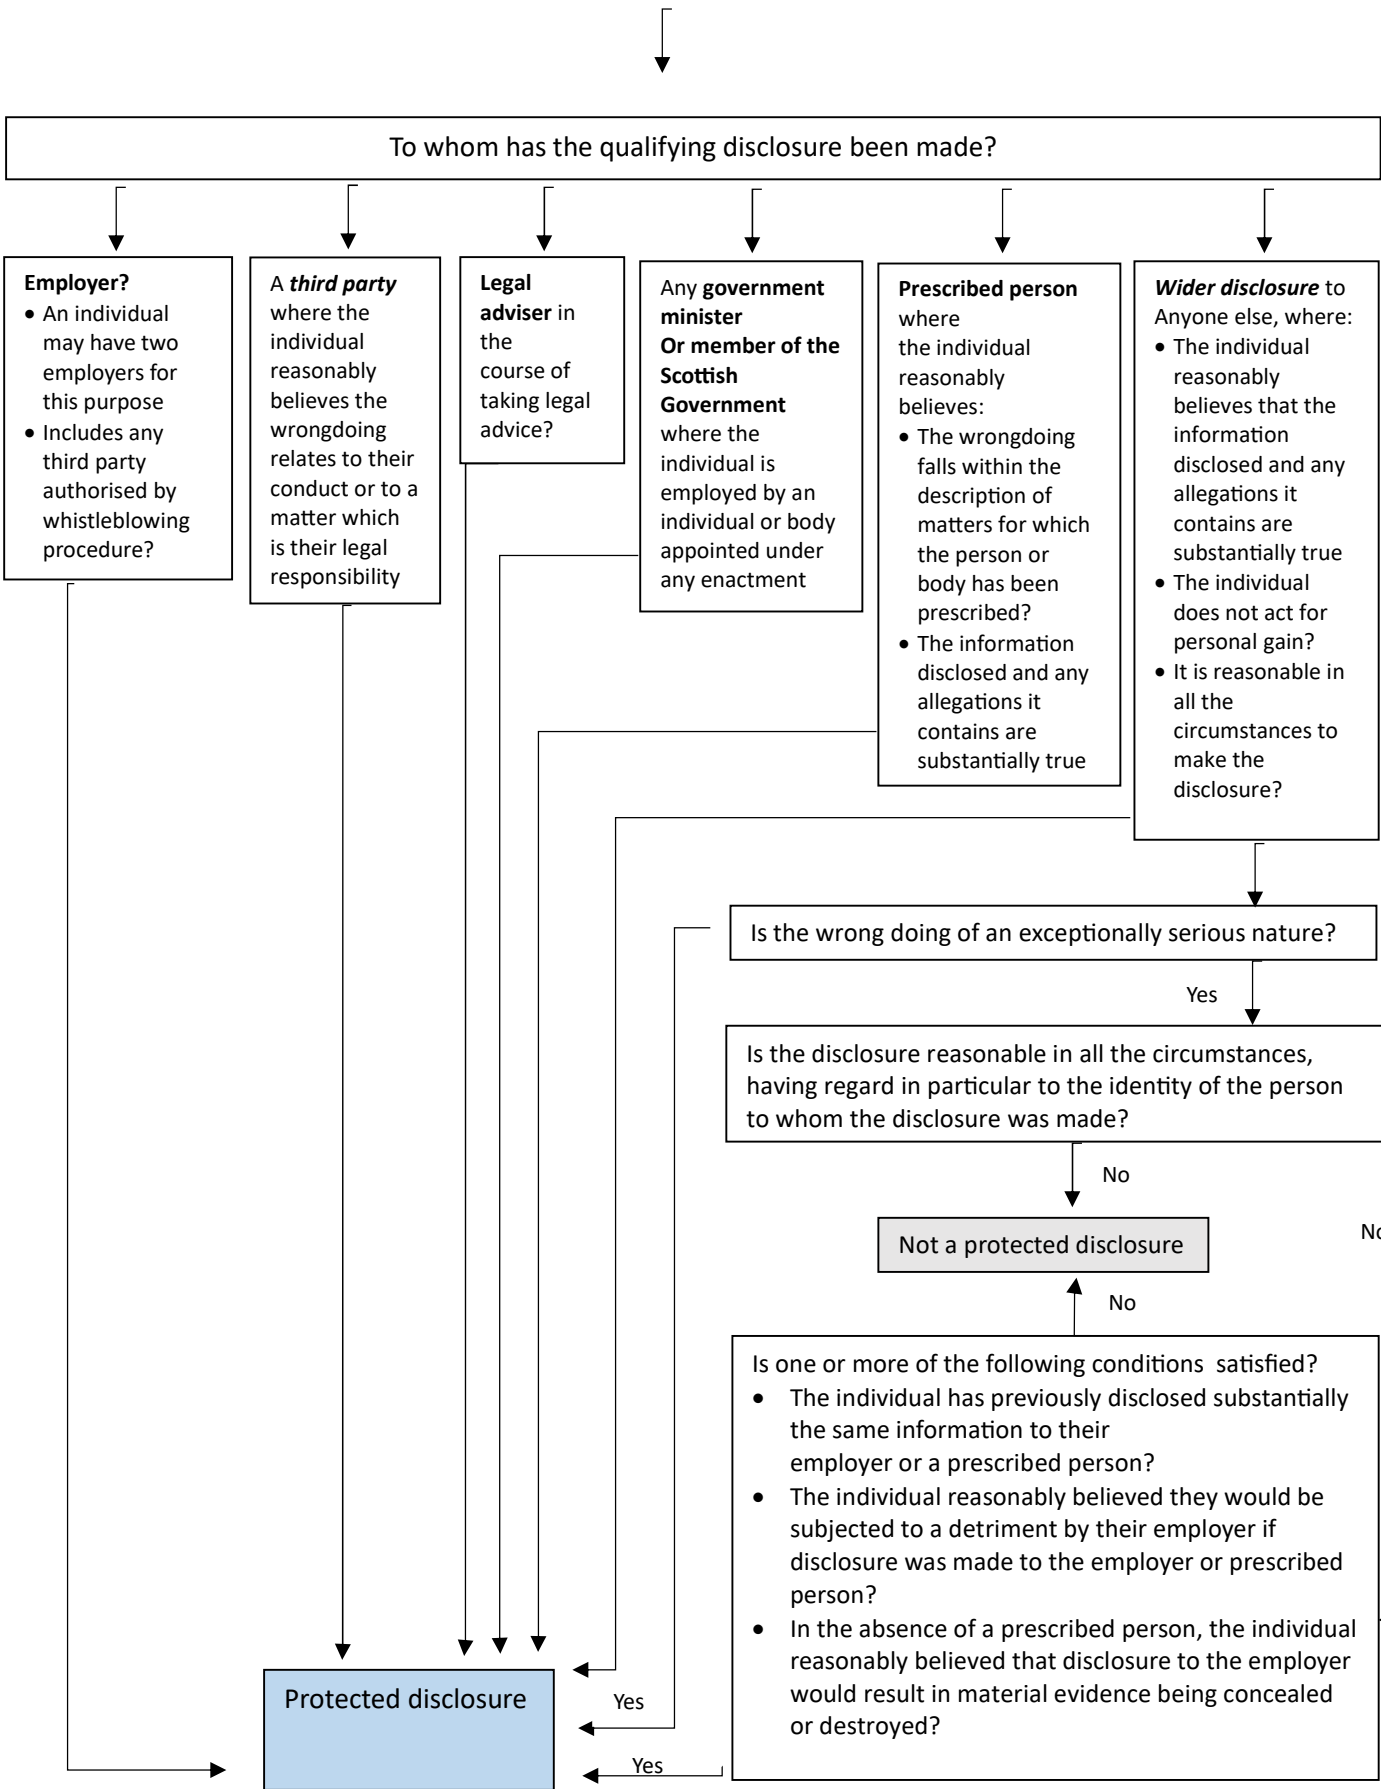 To whom has the qualifying disclosure been made?
Employer?
• An individual
may have two
employers for
this purpose
• Includes any
third party
authorised by
whistleblowing
procedure?
A third party
where the
individual
reasonably
believes the
wrongdoing
relates to their
conduct or to a
matter which
is their legal
responsibility
Legal
adviser in
the
course of
taking legal
advice?
Any government
minister
Or member of the
Scottish
Government
where the
individual is
employed by an
individual or body
appointed under
any enactment
Prescribed person
where
the individual
reasonably
believes:
• The wrongdoing
falls within the
description of
matters for which
the person or
body has been
prescribed?
• The information
disclosed and any
allegations it
contains are
substantially true
Wider disclosure to
Anyone else, where:
• The individual
reasonably
believes that the
information
disclosed and any
allegations it
contains are
substantially true
• The individual
does not act for
personal gain?
• It is reasonable in
all the
circumstances to
make the
disclosure?
Is the wrong doing of an exceptionally serious nature?
Yes
Is the disclosure reasonable in all the circumstances,
having regard in particular to the identity of the person
to whom the disclosure was made?
No
Not a protected disclosure
No
No
Is one or more of the following conditions satisfied?
• The individual has previously disclosed substantially
the same information to their
employer or a prescribed person?
• The individual reasonably believed they would be
subjected to a detriment by their employer if
disclosure was made to the employer or prescribed
person?
• In the absence of a prescribed person, the individual
reasonably believed that disclosure to the employer
would result in material evidence being concealed
or destroyed?
Protected disclosure
Yes
Yes